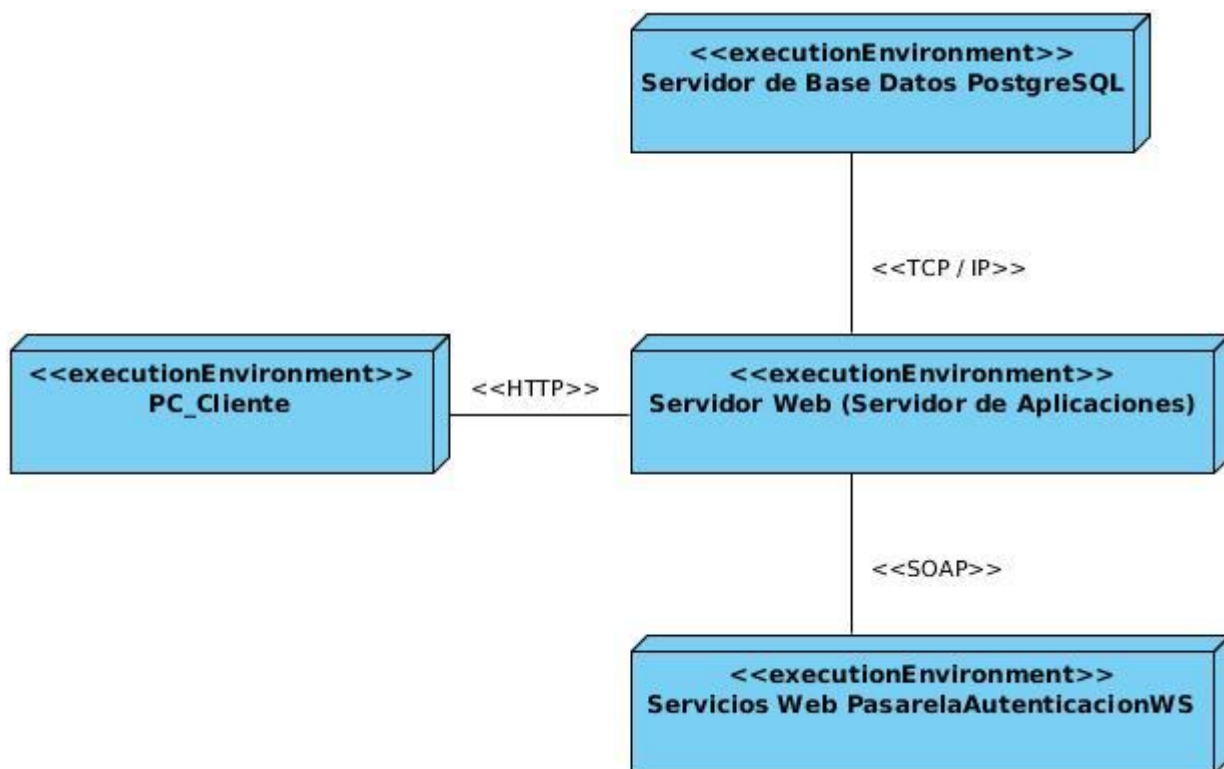 <<executionEnvironment>>
Servidor de Base Datos PostgreSQL
<<TCP / IP>>
<<executionEnvironment>>
PC_Cliente
<<HTTP>>
<<executionEnvironment>>
Servidor Web (Servidor de Aplicaciones)
<<SOAP>>
<<executionEnvironment>>
Servicios Web PasarelaAutenticacionWS